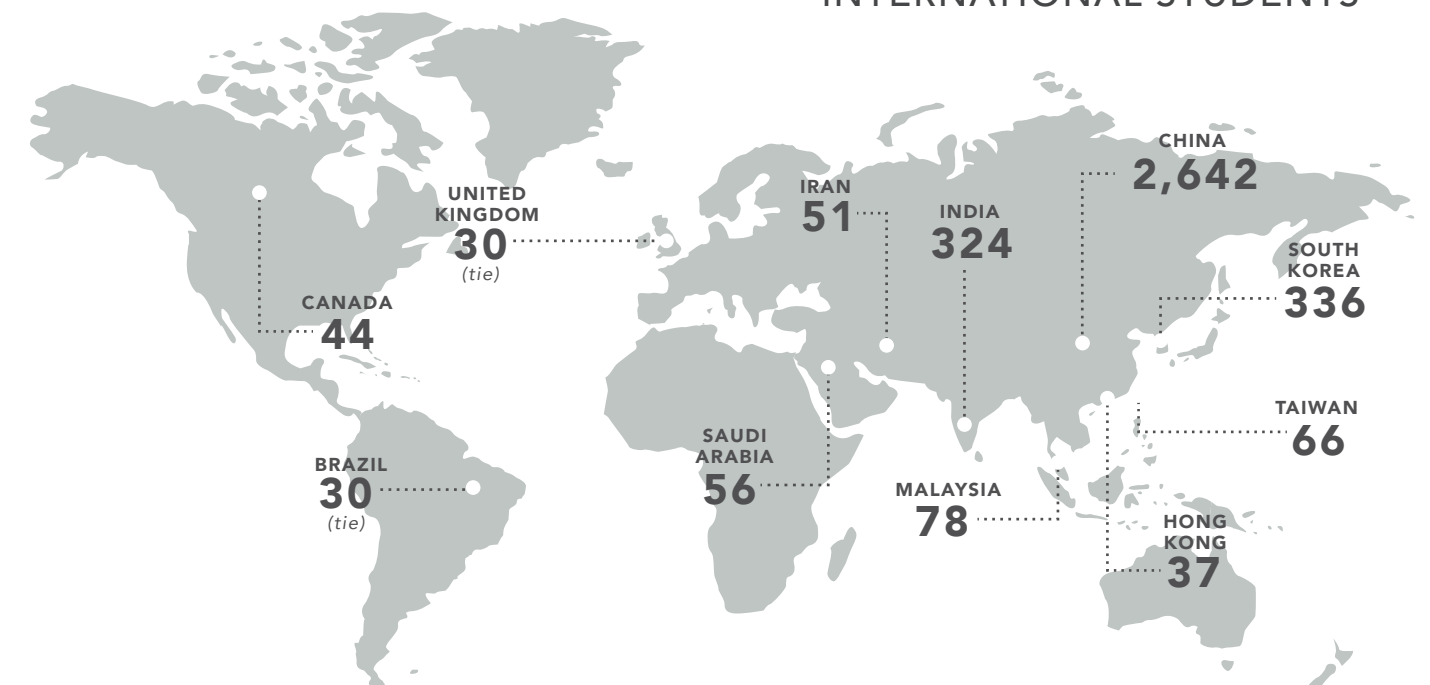 INTERNATIONAL STUDENTS
CHINA
2,642
UNITED
KINGDOM
30
(tie)
IRAN
51
INDIA
324
SOUTH
KOREA
336
CANADA
44
TAIWAN
66
SAUDI
ARABIA
56
BRAZIL
30
(tie)
MALAYSIA
78
HONG
KONG
37